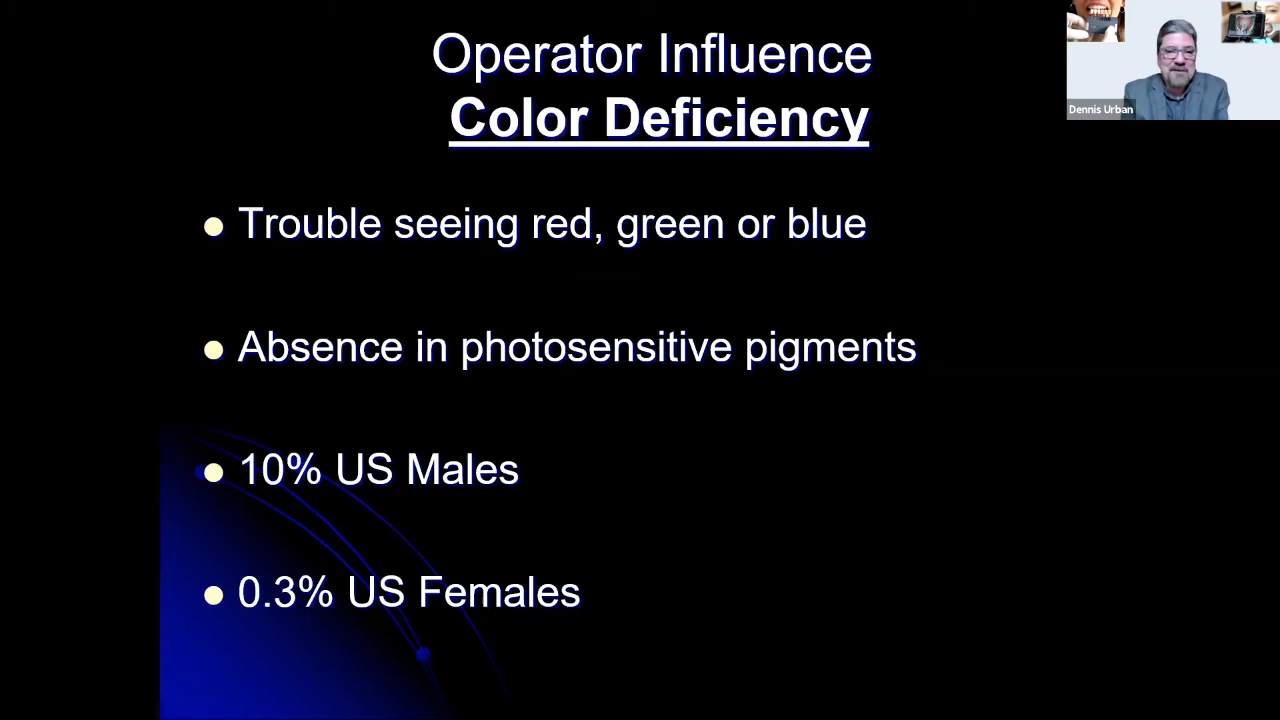 Operator Influence
Color Deficiency
Dennis Urban
Trouble seeing red, green or blue
Absence in photosensitive pigments
10% US Males
0.3% US Females